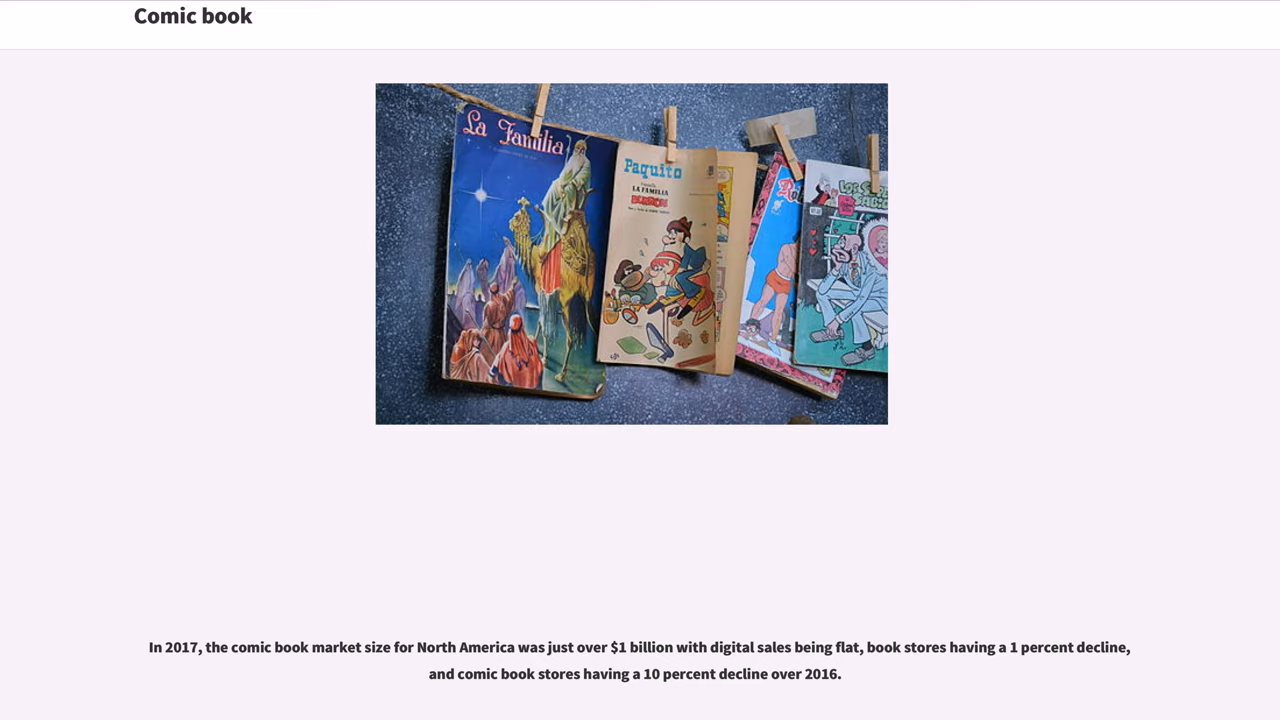 Comic book
La Familia
Paquito
LA FAMILIA
BURRÓN
In 2017, the comic book market size for North America was just over $1 billion with digital sales being flat, book stores having a 1 percent decline,
and comic book stores having a 10 percent decline over 2016.